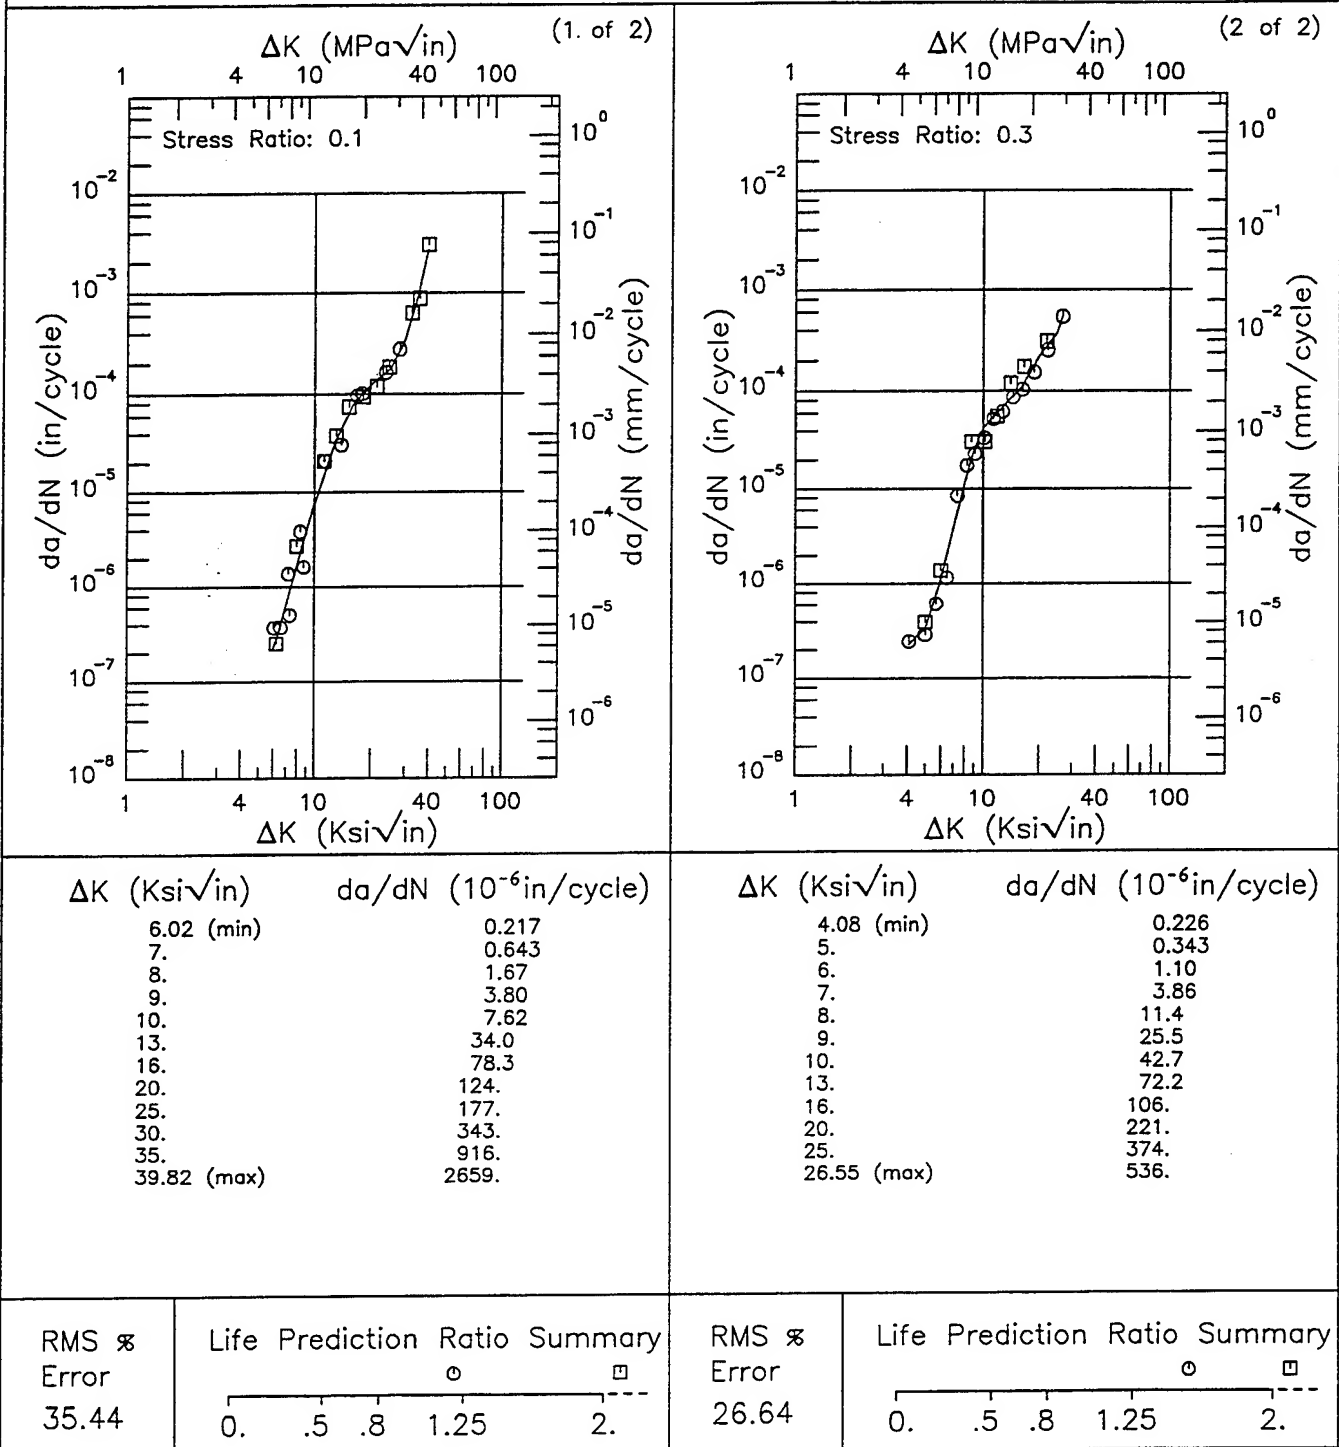 (1. of 2)
ΔK (MPa√in)
1 4 10 40 100
Stress Ratio: 0.1
10⁻²
10⁻³
10⁻⁴
10⁻⁵
10⁻⁶
10⁻⁷
10⁻⁸
da/dN (in/cycle)
10⁰
10⁻¹
10⁻²
10⁻³
10⁻⁴
10⁻⁵
10⁻⁶
da/dN (mm/cycle)
1 4 10 40 100
ΔK (Ksi√in)
ΔK (Ksi√in) da/dN (10⁻⁶in/cycle)
6.02 (min) 0.217
7. 0.643
8. 1.67
9. 3.80
10. 7.62
13. 34.0
16. 78.3
20. 124.
25. 177.
30. 343.
35. 916.
39.82 (max) 2659.
RMS %
Error
35.44
Life Prediction Ratio Summary
0. .5 .8 1.25 2.
(2 of 2)
ΔK (MPa√in)
1 4 10 40 100
Stress Ratio: 0.3
10⁻²
10⁻³
10⁻⁴
10⁻⁵
10⁻⁶
10⁻⁷
10⁻⁸
da/dN (in/cycle)
10⁰
10⁻¹
10⁻²
10⁻³
10⁻⁴
10⁻⁵
10⁻⁶
da/dN (mm/cycle)
1 4 10 40 100
ΔK (Ksi√in)
ΔK (Ksi√in) da/dN (10⁻⁶in/cycle)
4.08 (min) 0.226
5. 0.343
6. 1.10
7. 3.86
8. 11.4
9. 25.5
10. 42.7
13. 72.2
16. 106.
20. 221.
25. 374.
26.55 (max) 536.
RMS %
Error
26.64
Life Prediction Ratio Summary
0. .5 .8 1.25 2.